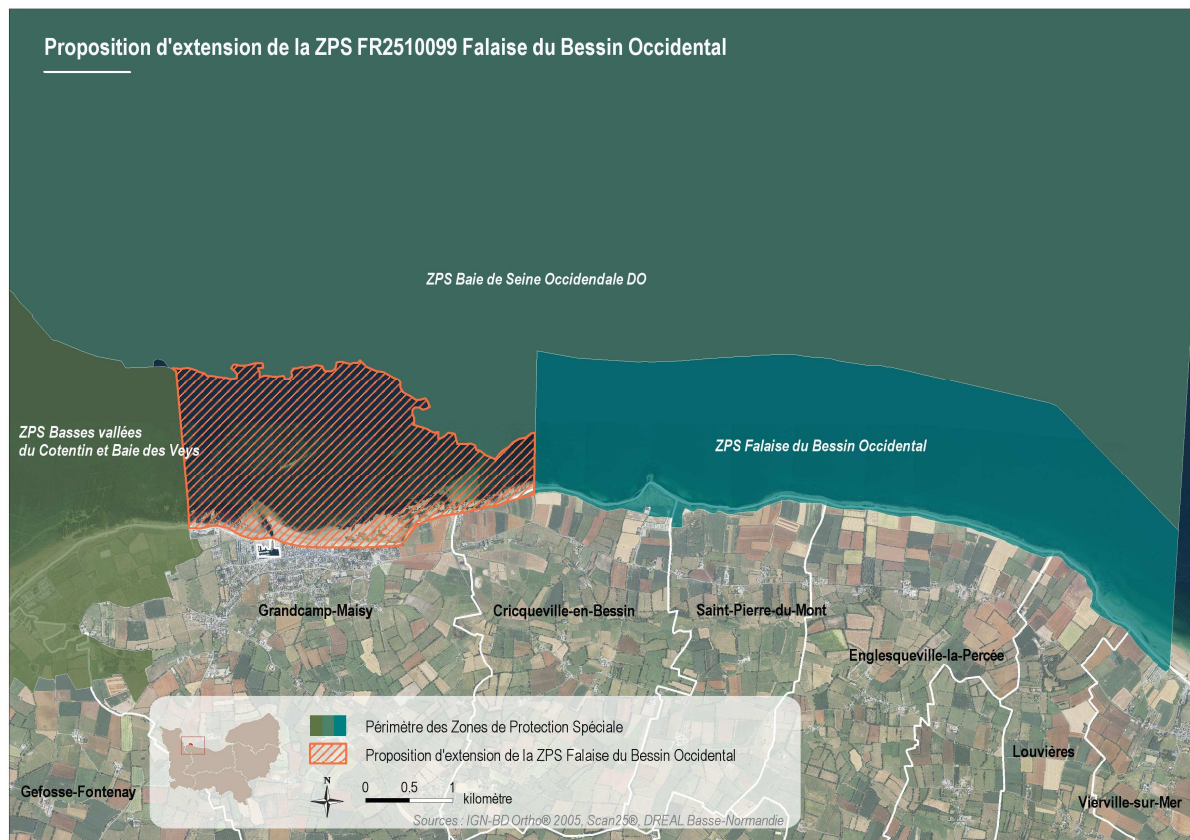 Proposition d'extension de la ZPS FR2510099 Falaise du Bessin Occidental
ZPS Baie de Seine Occidendale DO
ZPS Basses vallées
du Cotentin et Baie des Veys
ZPS Falaise du Bessin Occidental
Grandcamp-Maisy
Cricqueville-en-Bessin
Saint-Pierre-du-Mont
Englesqueville-la-Percée
Louvières
Vierville-sur-Mer
Gefosse-Fontenay
Périmètre des Zones de Protection Spéciale
Proposition d'extension de la ZPS Falaise du Bessin Occidental
N
0 0.5 1
kilomètre
Sources : IGN-BD Ortho® 2005, Scan25®, DREAL Basse-Normandie